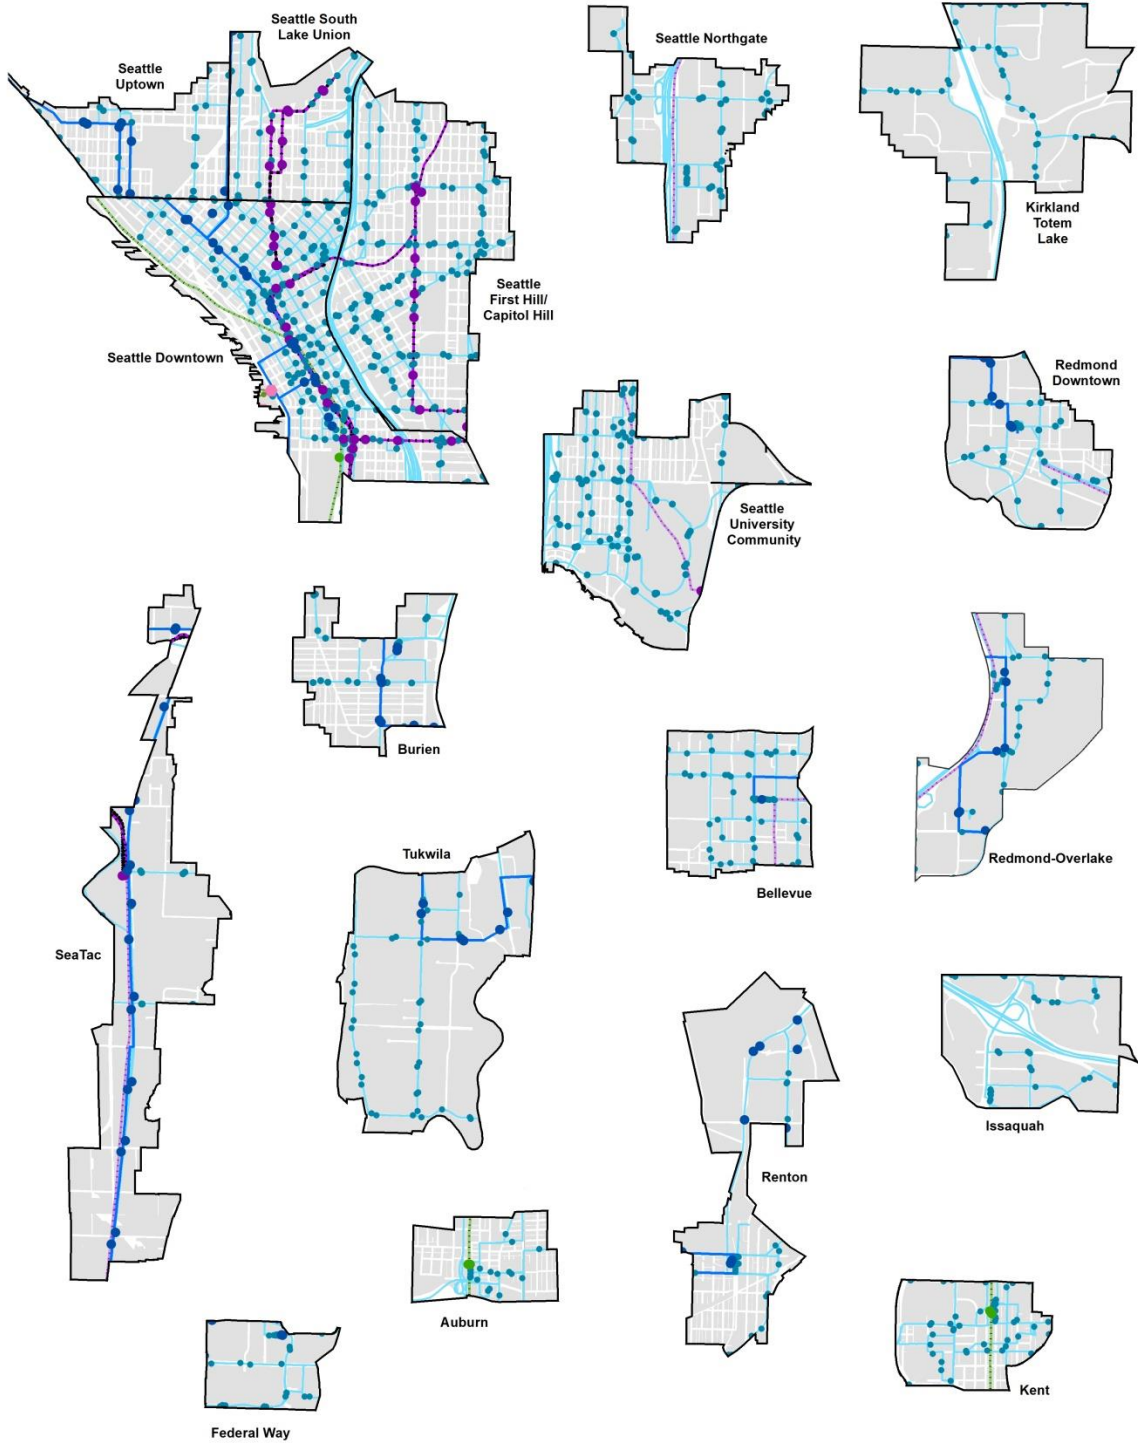 Seattle South
Lake Union
Seattle Northgate
Seattle
Uptown
Kirkland
Totem
Lake
Seattle
First Hill/
Capitol Hill
Seattle Downtown
Redmond
Downtown
Seattle
University
Community
Burien
Tukwila
Bellevue
Redmond-Overlake
SeaTac
Issaquah
Renton
Auburn
Kent
Federal Way